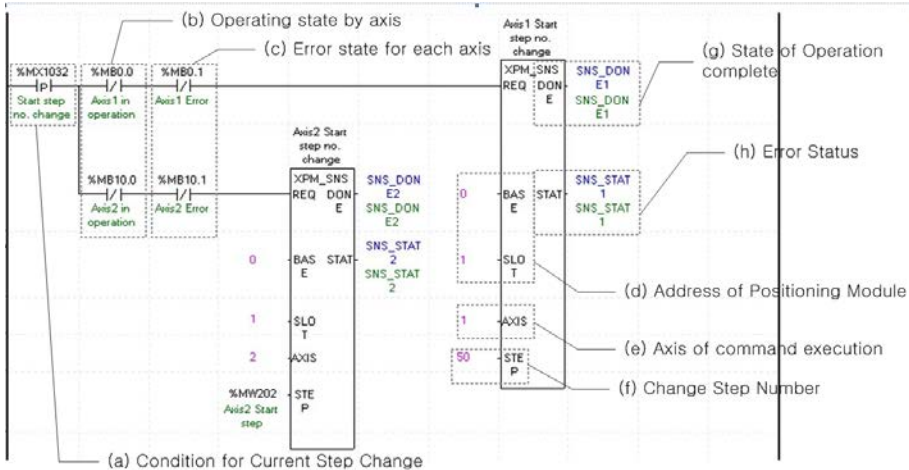 (b) Operating state by axis
(c) Error state for each axis
Axis1 Start
step no.
change
(g) State of Operation
complete
%MX1032
P
Start step
no. change
%MB0.0
Axis1 in
operation
%MB0.1
Axis1 Error
XPM_SNS
REQ DON
E
SNS_DON
E1
SNS_DON
E1
Axis2 Start
step no.
change
(h) Error Status
%MB10.0
Axis2 in
operation
%MB10.1
Axis2 Error
XPM_SNS
REQ DON
E
SNS_DON
E2
SNS_DON
E2
0
BAS
E
STAT
SNS_STAT
1
SNS_STAT
1
0
BAS
E
STAT
SNS_STAT
2
SNS_STAT
2
1
SLO
T
(d) Address of Positioning Module
1
SLO
T
1
AXIS
(e) Axis of command execution
2
AXIS
50
STE
P
(f) Change Step Number
%MW202
Axis2 Start
step
STE
P
(a) Condition for Current Step Change